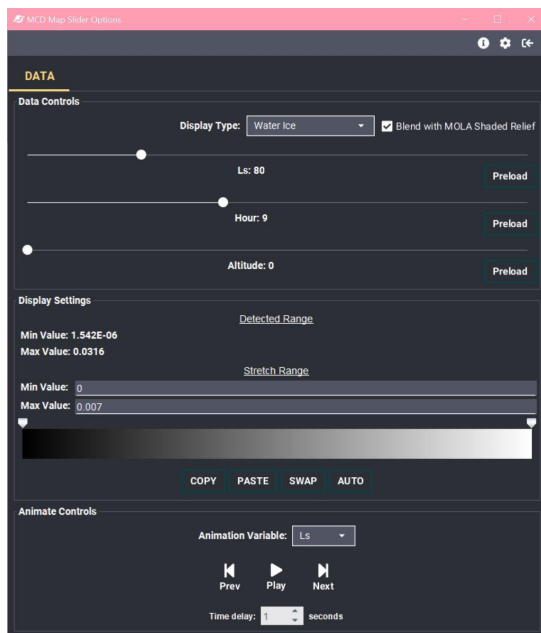 MCD Map Slider Options
DATA
Data Controls
Display Type: Water Ice Blend with MOLA Shaded Relief
Ls: 80
Preload
Hour: 9
Preload
Altitude: 0
Preload
Display Settings
Detected Range
Min Value: 1.542E-06
Max Value: 0.0316
Stretch Range
Min Value: 0
Max Value: 0.007
COPY PASTE SWAP AUTO
Animate Controls
Animation Variable: Ls
Prev Play Next
Time delay: 1 seconds